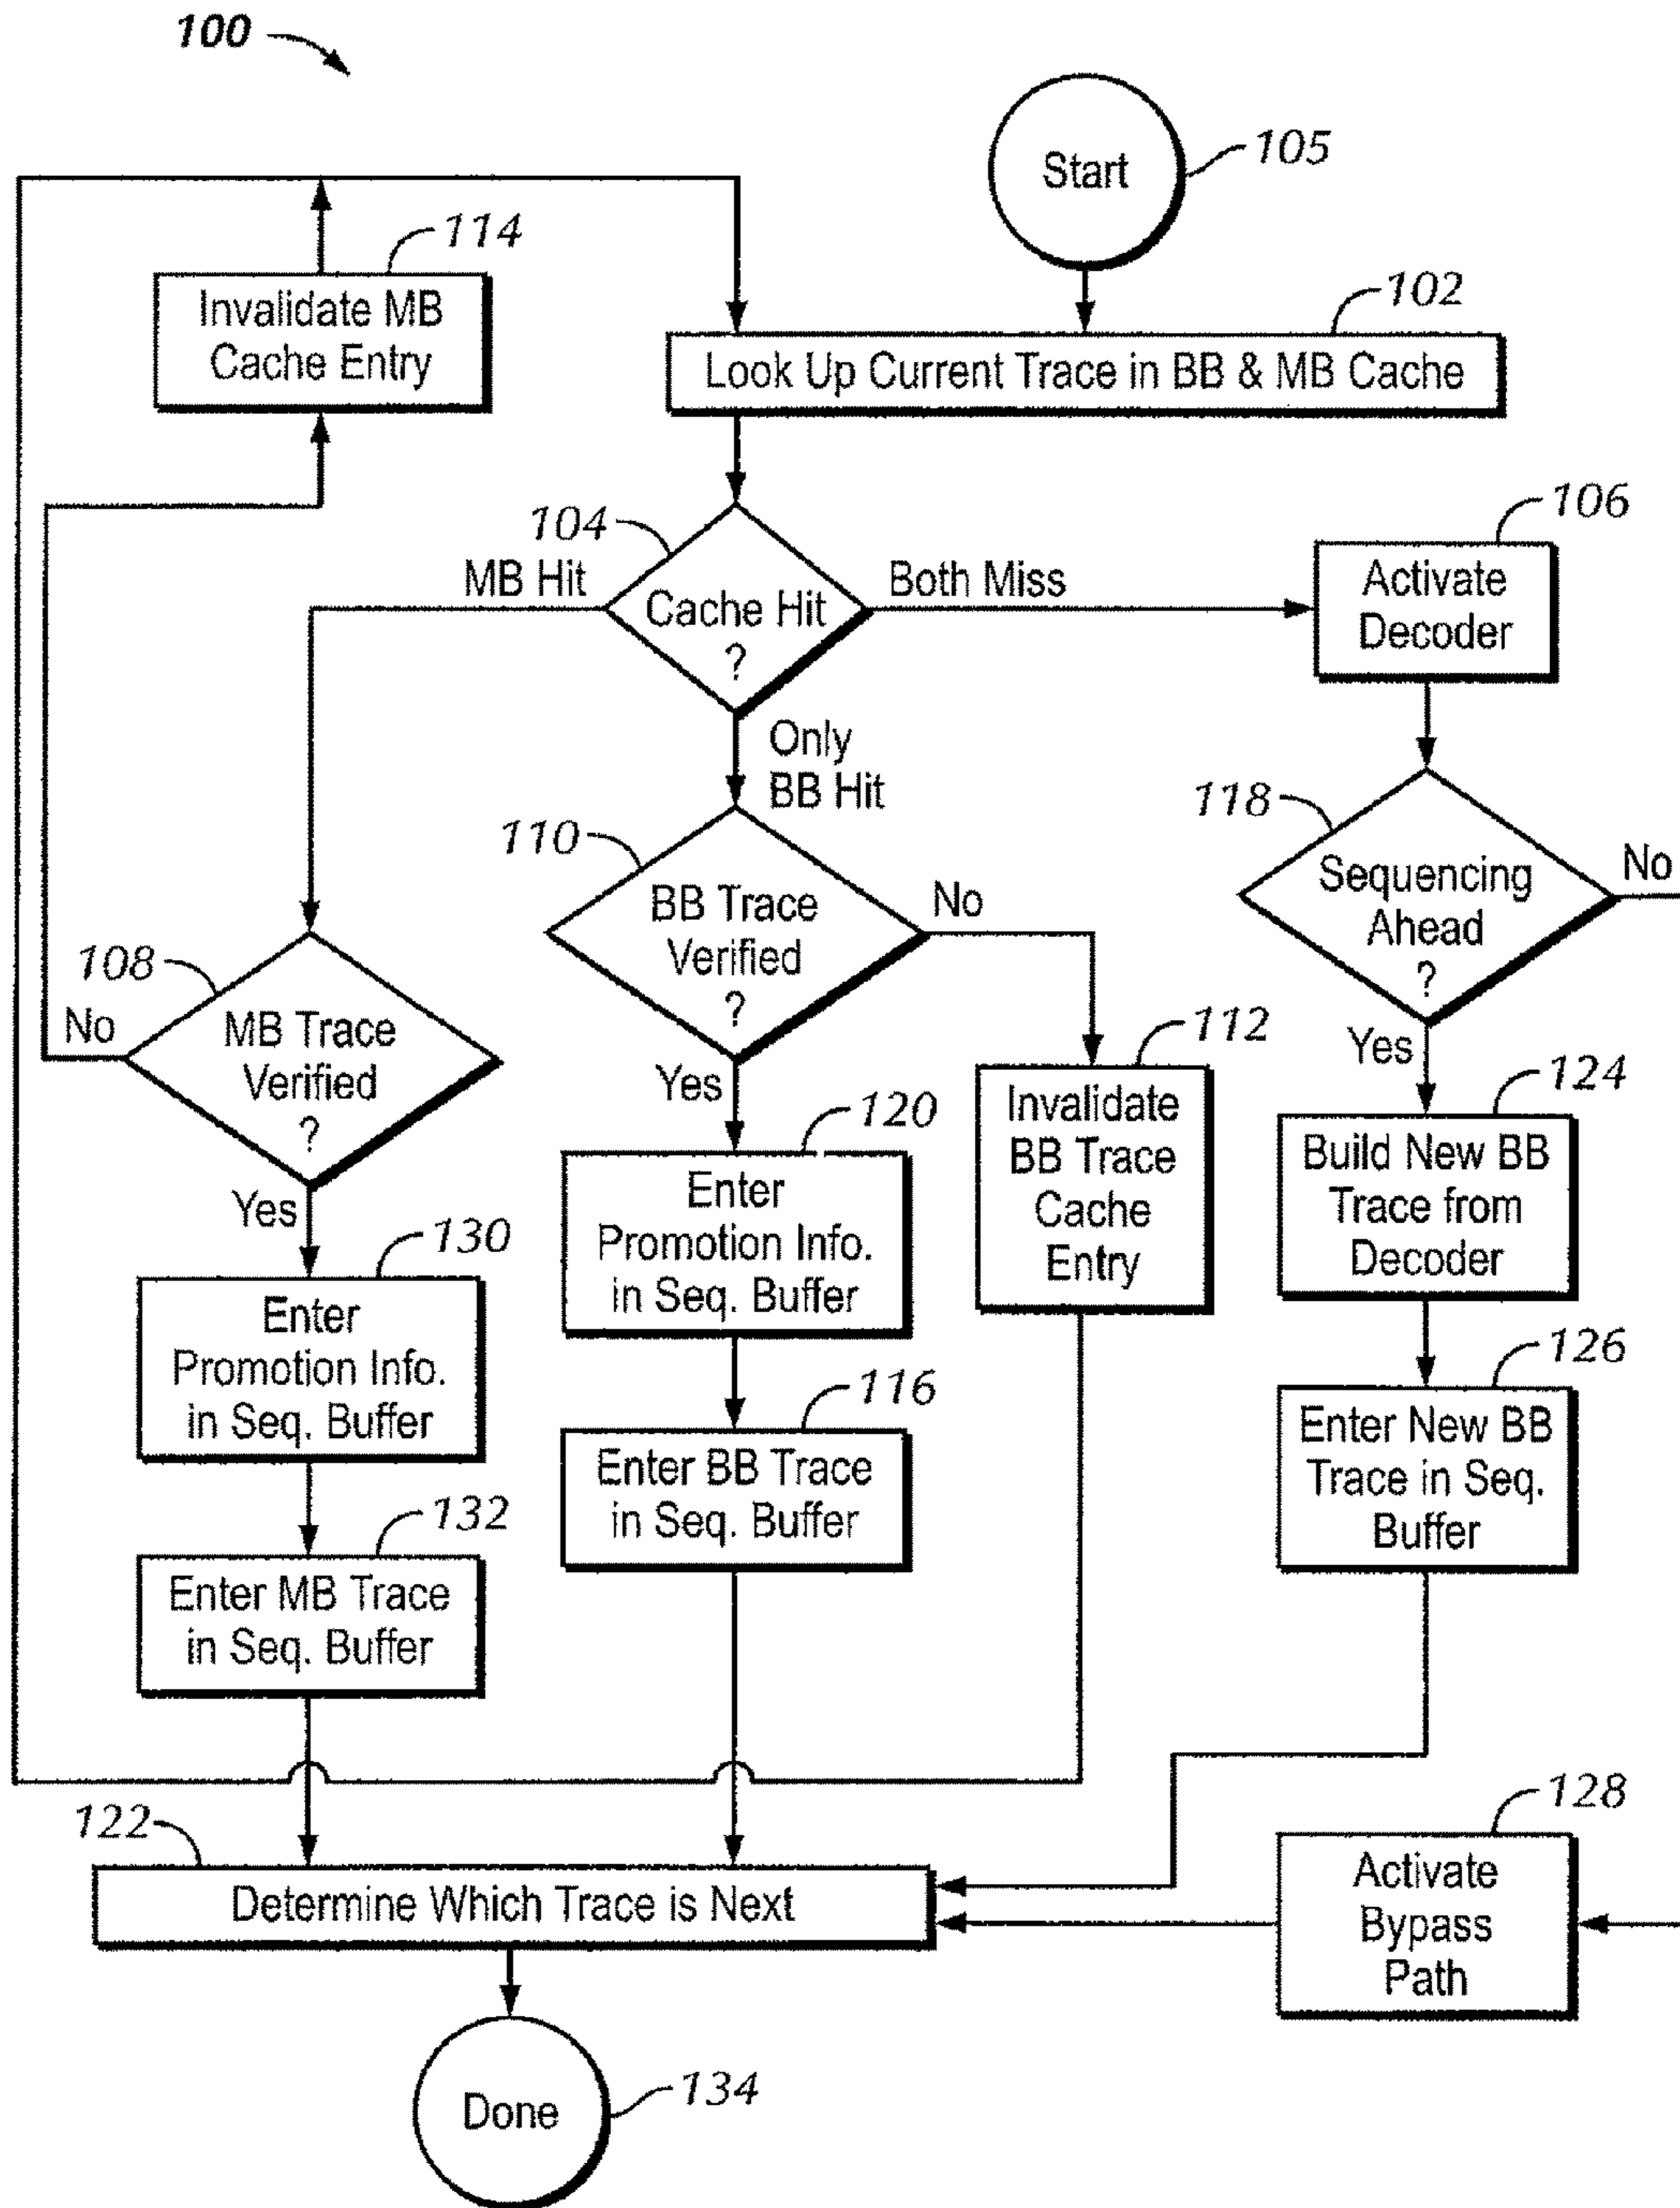 100
Start
105
114
Invalidate MB
Cache Entry
102
Look Up Current Trace in BB & MB Cache
104
MB Hit
Cache Hit
?
Both Miss
106
Activate
Decoder
Only
BB Hit
110
BB Trace
Verified
?
No
118
Sequencing
Ahead
?
No
108
No
MB Trace
Verified
?
Yes
Yes
112
Invalidate
BB Trace
Cache
Entry
Yes
124
Build New BB
Trace from
Decoder
120
Enter
Promotion Info.
in Seq. Buffer
130
Enter
Promotion Info.
in Seq. Buffer
116
Enter BB Trace
in Seq. Buffer
126
Enter New BB
Trace in Seq.
Buffer
132
Enter MB Trace
in Seq. Buffer
122
Determine Which Trace is Next
128
Activate
Bypass
Path
Done
134